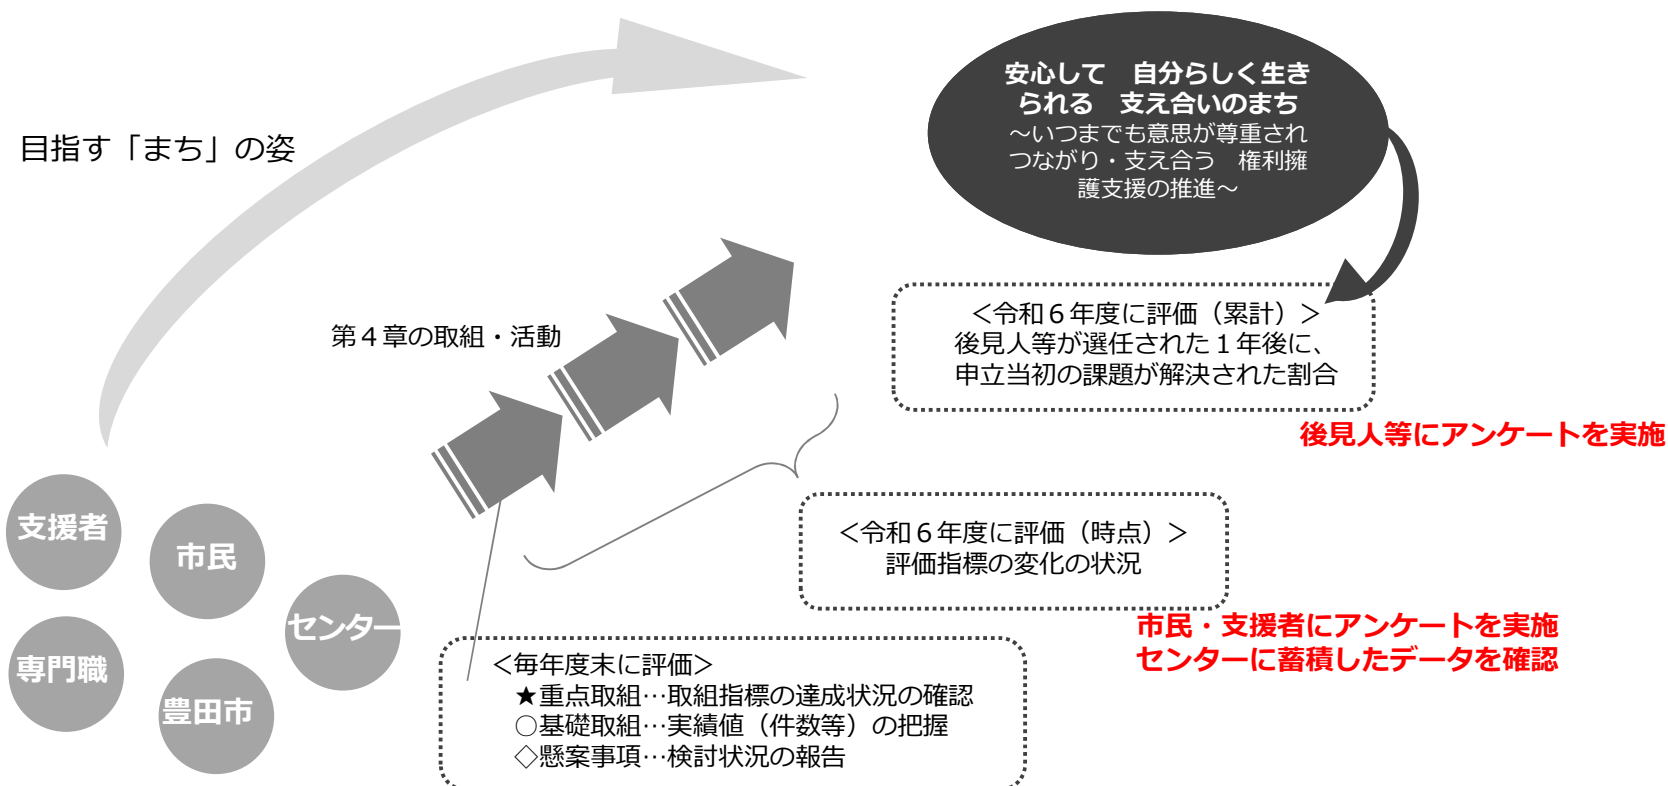 安心して　自分らしく生き
られる　支え合いのまち
～いつまでも意思が尊重され
つながり・支え合う　権利擁
護支援の推進～
目指す「まち」の姿
＜令和６年度に評価（累計）＞
後見人等が選任された１年後に、
申立当初の課題が解決された割合
第４章の取組・活動
後見人等にアンケートを実施
＜令和６年度に評価（時点）＞
評価指標の変化の状況
市民・支援者にアンケートを実施
センターに蓄積したデータを確認
支援者
市民
センター
専門職
豊田市
＜毎年度末に評価＞
★重点取組…取組指標の達成状況の確認
○基礎取組…実績値（件数等）の把握
◇懸案事項…検討状況の報告